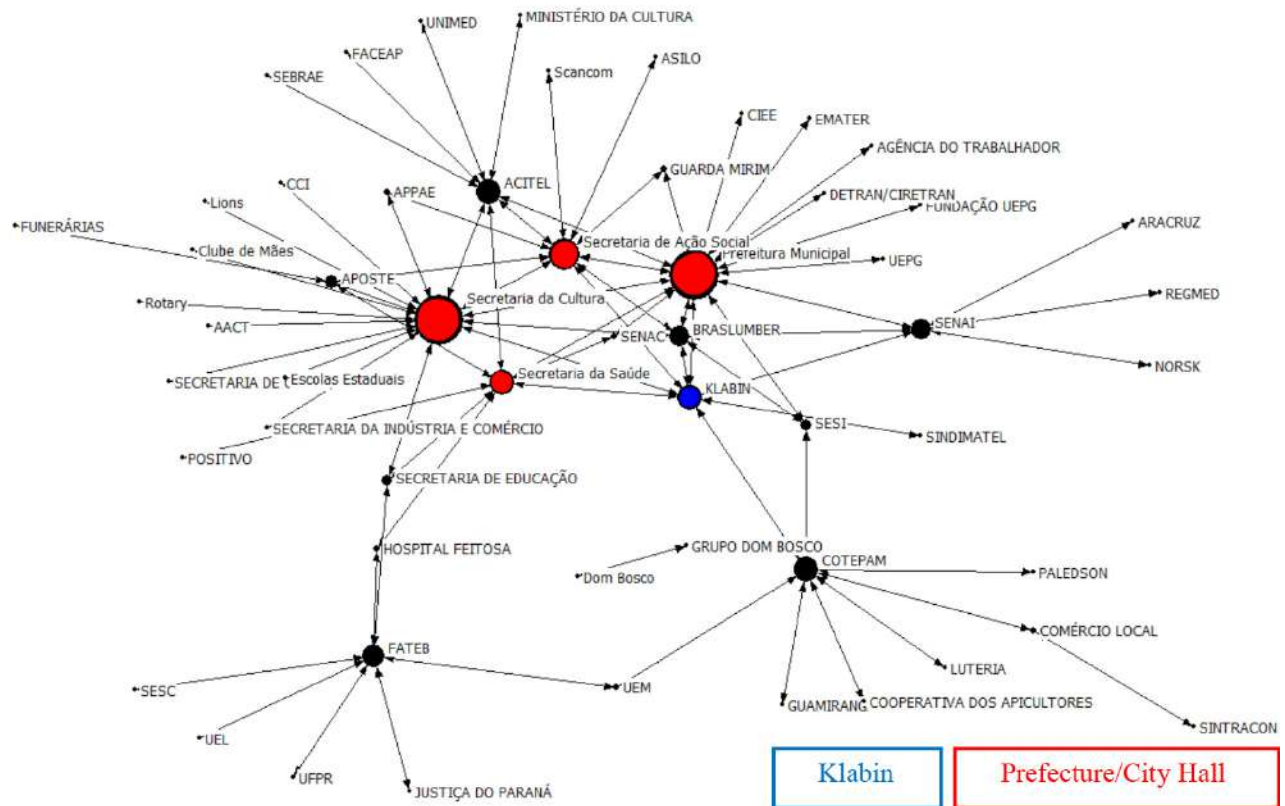 MINISTÉRIO DA CULTURA
UNIMED
FACEAP
ASILO
Scancom
SEBRAE
CIEE
EMATER
AGÊNCIA DO TRABALHADOR
GUARDA MIRIM
CCI
APPAE
ACITEL
DETRAN/CIRETRAN
FUNDAÇÃO UEPG
Lions
FUNERÁRIAS
ARACRUZ
Secretaria de Ação Social
Clube de Mães
Prefeitura Municipal
UEPG
APOSTE
REGMED
Rotary
Secretaria da Cultura
AACT
SENAC
BRASLUMBER
SENAI
NORSK
Secretaria da Saúde
SECRETARIA DE
Escolas Estaduais
KLABIN
SECRETARIA DA INDÚSTRIA E COMÉRCIO
SESI
SINDIMATEL
POSITIVO
SECRETARIA DE EDUCAÇÃO
HOSPITAL FEITOSA
GRUPO DOM BOSCO
COTEPAM
PALEDSON
Dom Bosco
COMÉRCIO LOCAL
FATEB
LUTERIA
SESC
UEM
GUAMIRANG
COOPERATIVA DOS APICULTORES
SINTRACON
UEL
UFPR
JUSTIÇA DO PARANÁ
Klabin
Prefecture/City Hall